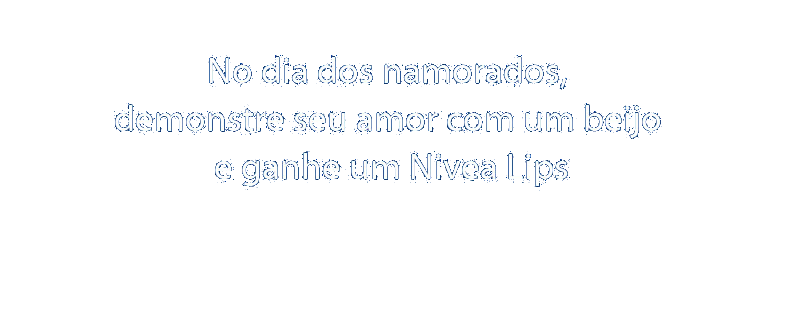 No dia dos namorados,
demonstre seu amor com um beijo
e ganhe um Nivea Lips